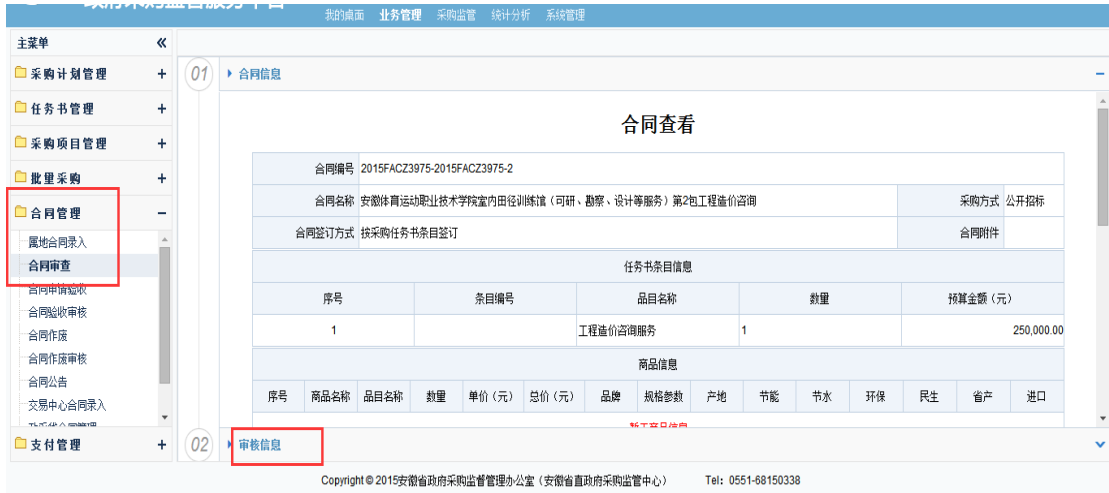 我的桌面 业务管理 采购监管 统计分析 系统管理
主菜单 «
采购计划管理 +
任务书管理 +
采购项目管理 +
批量采购 +
合同管理 −
属地合同录入
合同审查
合同申请验收
合同验收审核
合同作废
合同作废审核
合同公告
交易中心合同录入
支付管理 +
01 合同信息 −
合同查看
合同编号 2015FACZ3975-2015FACZ3975-2
合同名称 安徽体育运动职业技术学院室内田径训练馆（可研、勘察、设计等服务）第2包工程造价咨询 采购方式 公开招标
合同签订方式 按采购任务书条目签订 合同附件
任务书条目信息
序号 条目编号 品目名称 数量 预算金额（元）
1 工程造价咨询服务 1 250,000.00
商品信息
序号 商品名称 品目名称 数量 单价（元） 总价（元） 品牌 规格参数 产地 节能 节水 环保 民生 省产 进口
02 审核信息
Copyright © 2015安徽省政府采购监督管理办公室（安徽省直政府采购监管中心） Tel: 0551-68150338